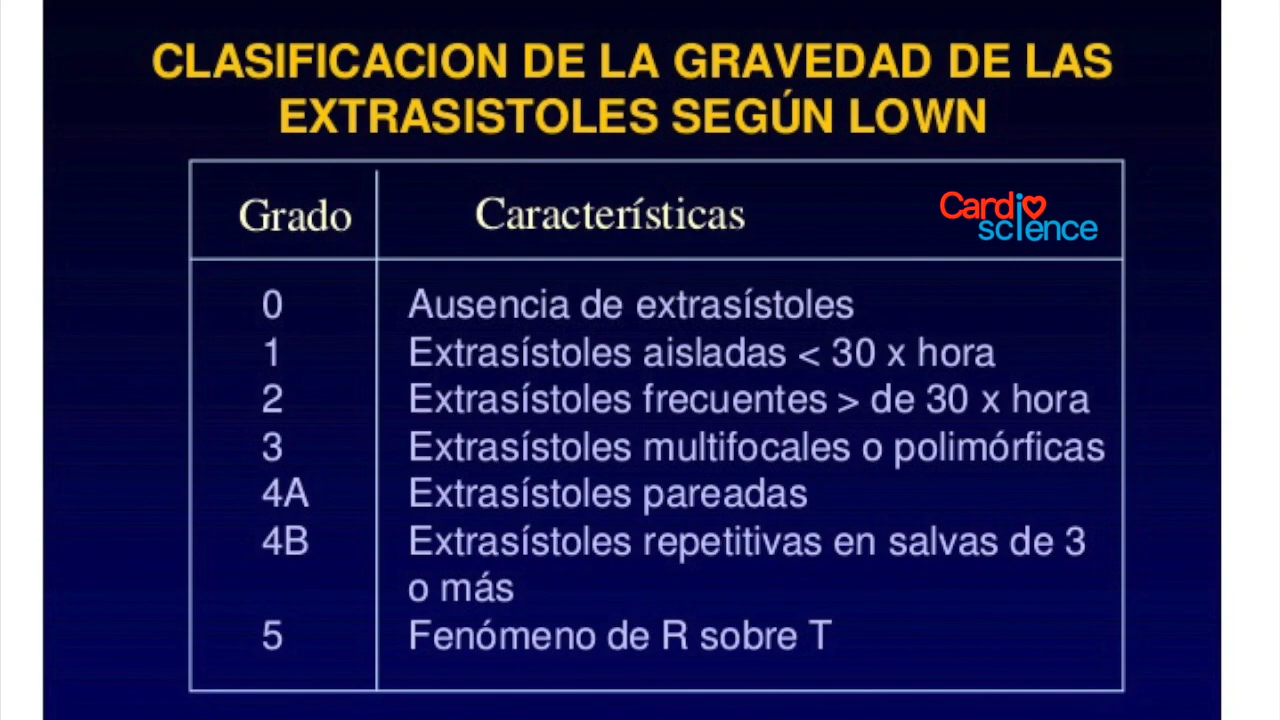 CLASIFICACION DE LA GRAVEDAD DE LAS
EXTRASISTOLES SEGÚN LOWN
Grado Características
Cardio
science
0 Ausencia de extrasístoles
1 Extrasístoles aisladas < 30 x hora
2 Extrasístoles frecuentes > de 30 x hora
3 Extrasístoles multifocales o polimórficas
4A Extrasístoles pareadas
4B Extrasístoles repetitivas en salvas de 3
o más
5 Fenómeno de R sobre T